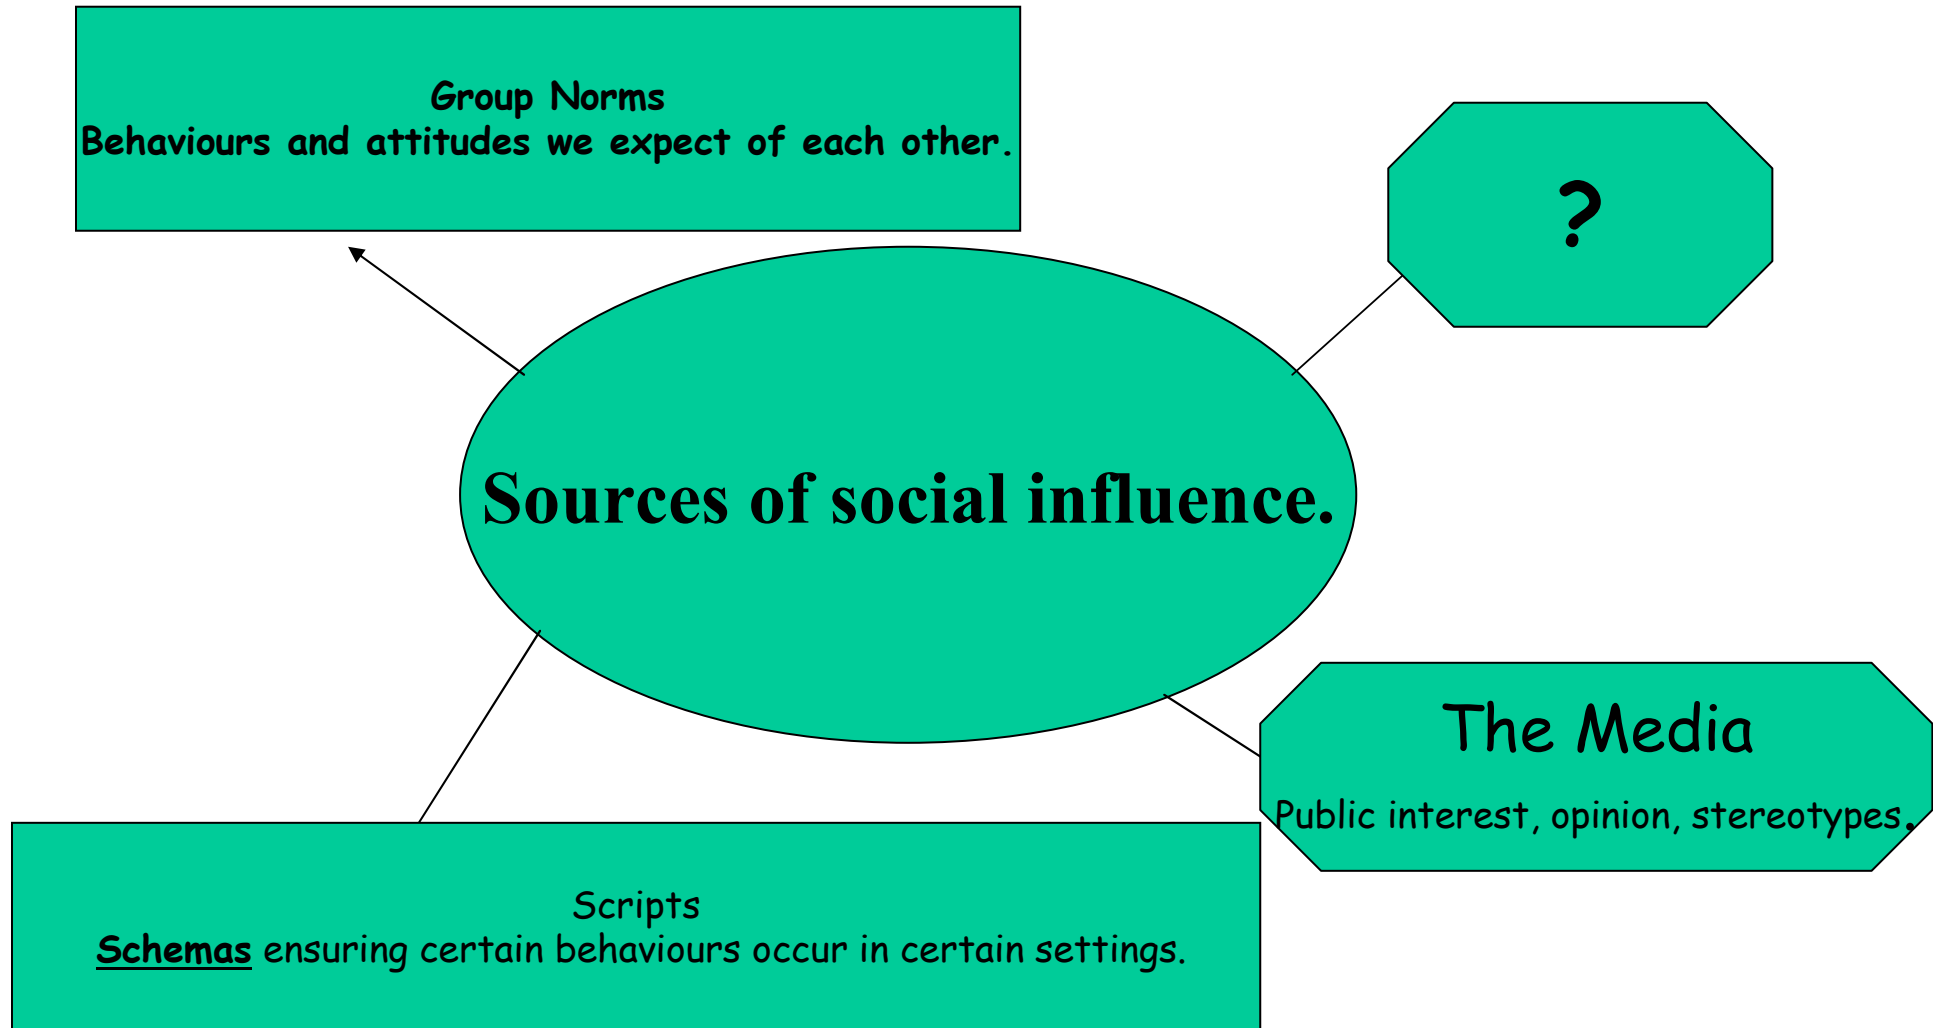 Group Norms
Behaviours and attitudes we expect of each other.
?
Sources of social influence.
The Media
Public interest, opinion, stereotypes.
Scripts
Schemas ensuring certain behaviours occur in certain settings.